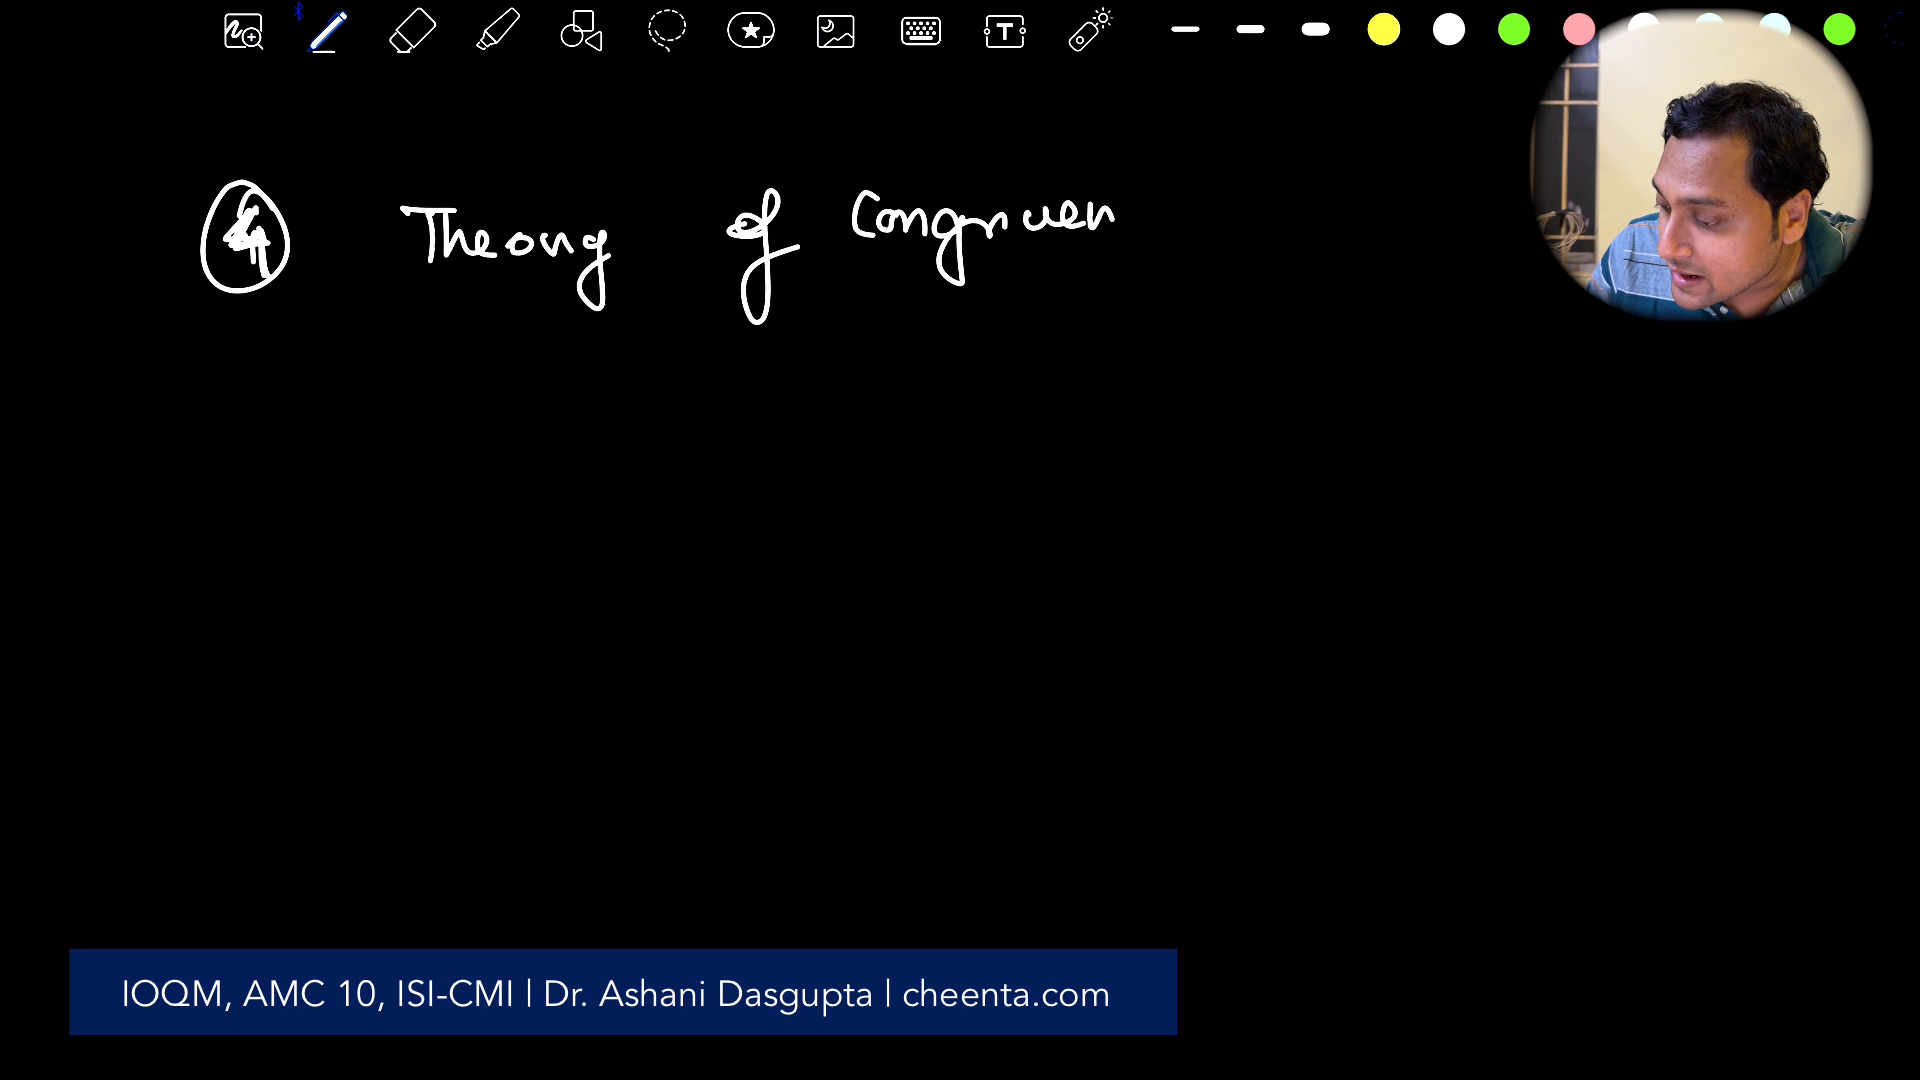 4 Theory of Congruen
IOQM, AMC 10, ISI-CMI | Dr. Ashani Dasgupta | cheenta.com